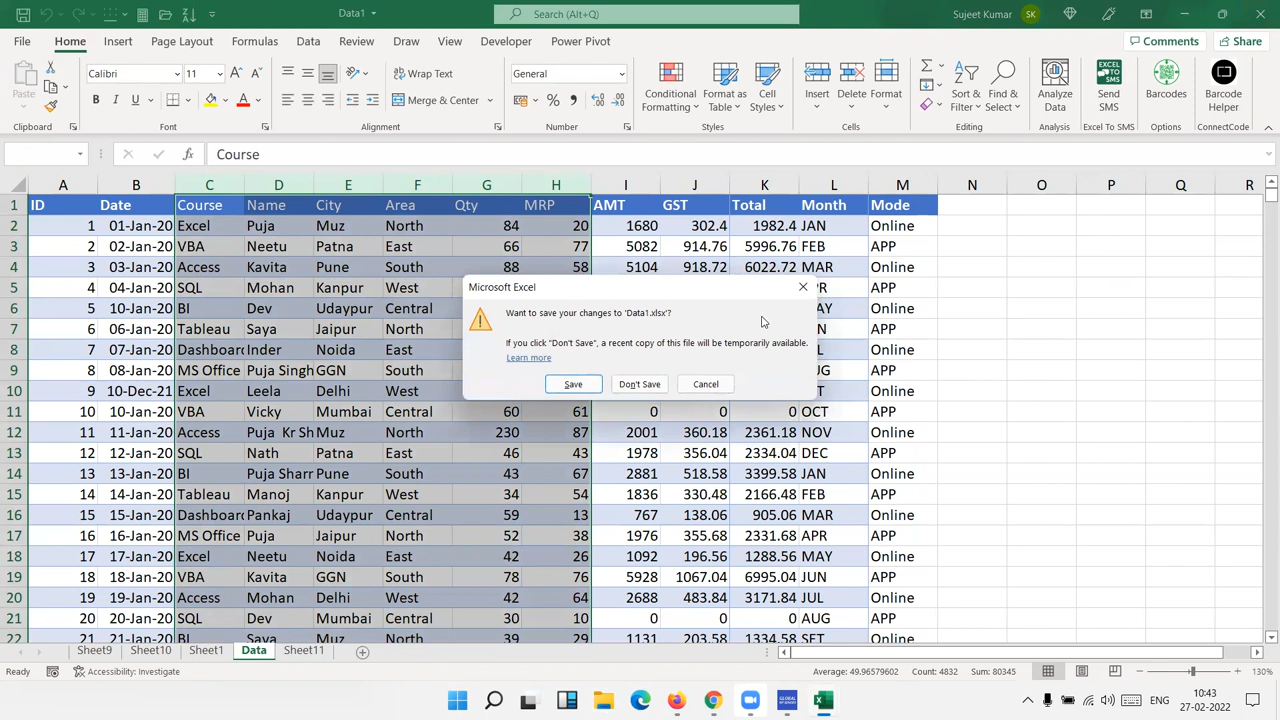 Data1
Search (Alt+Q)
Sujeet Kumar SK
File Home Insert Page Layout Formulas Data Review Draw View Developer Power Pivot Comments Share
Paste Calibri 11 Wrap Text General Conditional Formatting Format as Table Cell Styles Insert Delete Format Sort & Filter Find & Select Analyze Data Send SMS Barcodes Barcode Helper
B I U Merge & Center
Clipboard Font Alignment Number Styles Cells Editing Analysis Excel To SMS Options ConnectCode
fx Course
A B C D E F G H I J K L M N O P Q R
1 ID Date Course Name City Area Qty MRP AMT GST Total Month Mode
2 1 01-Jan-20 Excel Puja Muz North 84 20 1680 302.4 1982.4 JAN Online
3 2 02-Jan-20 VBA Neetu Patna East 66 77 5082 914.76 5996.76 FEB APP
4 3 03-Jan-20 Access Kavita Pune South 88 58 5104 918.72 6022.72 MAR Online
5 4 04-Jan-20 SQL Mohan Kanpur West APP
6 5 10-Jan-20 BI Dev Udaypur Central Online
7 6 06-Jan-20 Tableau Saya Jaipur North APP
8 7 07-Jan-20 Dashboard Inder Noida East Online
9 8 08-Jan-20 MS Office Puja Singh GGN South APP
10 9 10-Dec-21 Excel Leela Delhi West Online
11 10 10-Jan-20 VBA Vicky Mumbai Central 60 61 0 0 0 OCT APP
12 11 11-Jan-20 Access Puja Kr Sh Muz North 230 87 2001 360.18 2361.18 NOV Online
13 12 12-Jan-20 SQL Nath Patna East 46 43 1978 356.04 2334.04 DEC APP
14 13 13-Jan-20 BI Puja Sharr Pune South 43 67 2881 518.58 3399.58 JAN Online
15 14 14-Jan-20 Tableau Manoj Kanpur West 34 54 1836 330.48 2166.48 FEB APP
16 15 15-Jan-20 Dashboard Pankaj Udaypur Central 59 13 767 138.06 905.06 MAR Online
17 16 16-Jan-20 MS Office Puja Jaipur North 52 38 1976 355.68 2331.68 APR APP
18 17 17-Jan-20 Excel Neetu Noida East 42 26 1092 196.56 1288.56 MAY Online
19 18 18-Jan-20 VBA Kavita GGN South 78 76 5928 1067.04 6995.04 JUN APP
20 19 19-Jan-20 Access Mohan Delhi West 42 64 2688 483.84 3171.84 JUL Online
21 20 20-Jan-20 SQL Dev Mumbai Central 30 10 0 0 0 AUG APP
22 21 21-Jan-20 BI Saya Muz North 39 29 1131 203.58 1334.58 SET Online
Microsoft Excel
Want to save your changes to 'Data1.xlsx'?
If you click "Don't Save", a recent copy of this file will be temporarily available.
Learn more
Save Don't Save Cancel
Sheet9 Sheet10 Sheet1 Data Sheet11
Ready Accessibility: Investigate Average: 49.96579602 Count: 4832 Sum: 80345 130%
ENG 10:43
27-02-2022